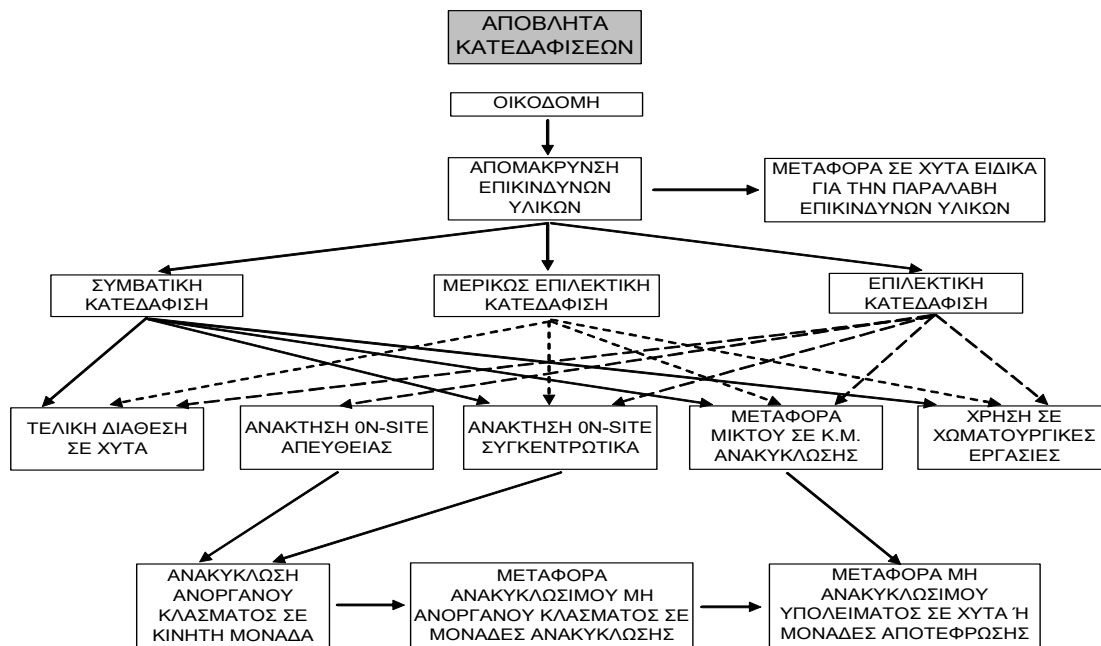 ΑΠΟΒΛΗΤΑ
ΚΑΤΕΔΑΦΙΣΕΩΝ
ΟΙΚΟΔΟΜΗ
ΑΠΟΜΑΚΡΥΝΣΗ
ΕΠΙΚΙΝΔΥΝΩΝ
ΥΛΙΚΩΝ
ΜΕΤΑΦΟΡΑ ΣΕ ΧΥΤΑ ΕΙΔΙΚΑ
ΓΙΑ ΤΗΝ ΠΑΡΑΛΑΒΗ
ΕΠΙΚΙΝΔΥΝΩΝ ΥΛΙΚΩΝ
ΣΥΜΒΑΤΙΚΗ
ΚΑΤΕΔΑΦΙΣΗ
ΜΕΡΙΚΩΣ ΕΠΙΛΕΚΤΙΚΗ
ΚΑΤΕΔΑΦΙΣΗ
ΕΠΙΛΕΚΤΙΚΗ
ΚΑΤΕΔΑΦΙΣΗ
ΤΕΛΙΚΗ ΔΙΑΘΕΣΗ
ΣΕ ΧΥΤΑ
ΑΝΑΚΤΗΣΗ 0N-SITE
ΑΠΕΥΘΕΙΑΣ
ΑΝΑΚΤΗΣΗ 0N-SITE
ΣΥΓΚΕΝΤΡΩΤΙΚΑ
ΜΕΤΑΦΟΡΑ
ΜΙΚΤΟΥ ΣΕ Κ.Μ.
ΑΝΑΚΥΚΛΩΣΗΣ
ΧΡΗΣΗ ΣΕ
ΧΩΜΑΤΟΥΡΓΙΚΕΣ
ΕΡΓΑΣΙΕΣ
ΑΝΑΚΥΚΛΩΣΗ
ΑΝΟΡΓΑΝΟΥ
ΚΛΑΣΜΑΤΟΣ ΣΕ
ΚΙΝΗΤΗ ΜΟΝΑΔΑ
ΜΕΤΑΦΟΡΑ
ΑΝΑΚΥΚΛΩΣΙΜΟΥ ΜΗ
ΑΝΟΡΓΑΝΟΥ ΚΛΑΣΜΑΤΟΣ ΣΕ
ΜΟΝΑΔΕΣ ΑΝΑΚΥΚΛΩΣΗΣ
ΜΕΤΑΦΟΡΑ ΜΗ
ΑΝΑΚΥΚΛΩΣΙΜΟΥ
ΥΠΟΛΕΙΜΑΤΟΣ ΣΕ ΧΥΤΑ Ή
ΜΟΝΑΔΕΣ ΑΠΟΤΕΦΡΩΣΗΣ